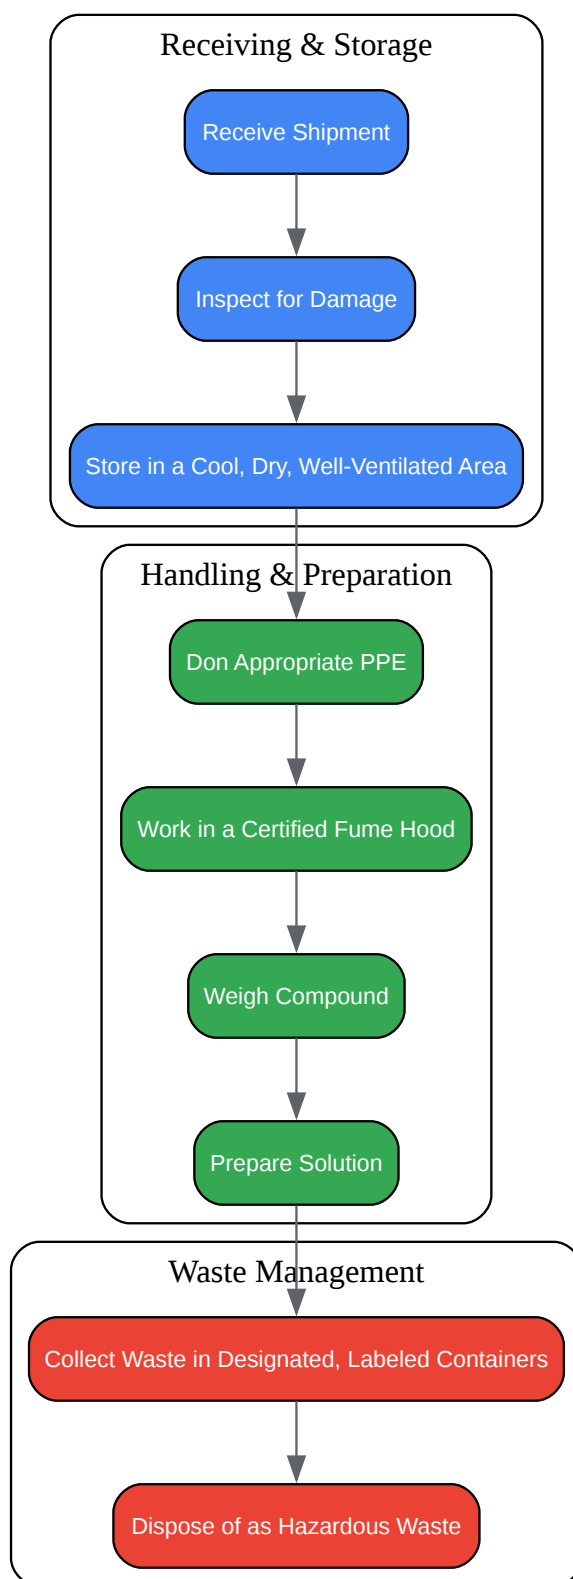 Receiving & Storage
Receive Shipment
Inspect for Damage
Store in a Cool, Dry, Well-Ventilated Area
Handling & Preparation
Don Appropriate PPE
Work in a Certified Fume Hood
Weigh Compound
Prepare Solution
Waste Management
Collect Waste in Designated, Labeled Containers
Dispose of as Hazardous Waste